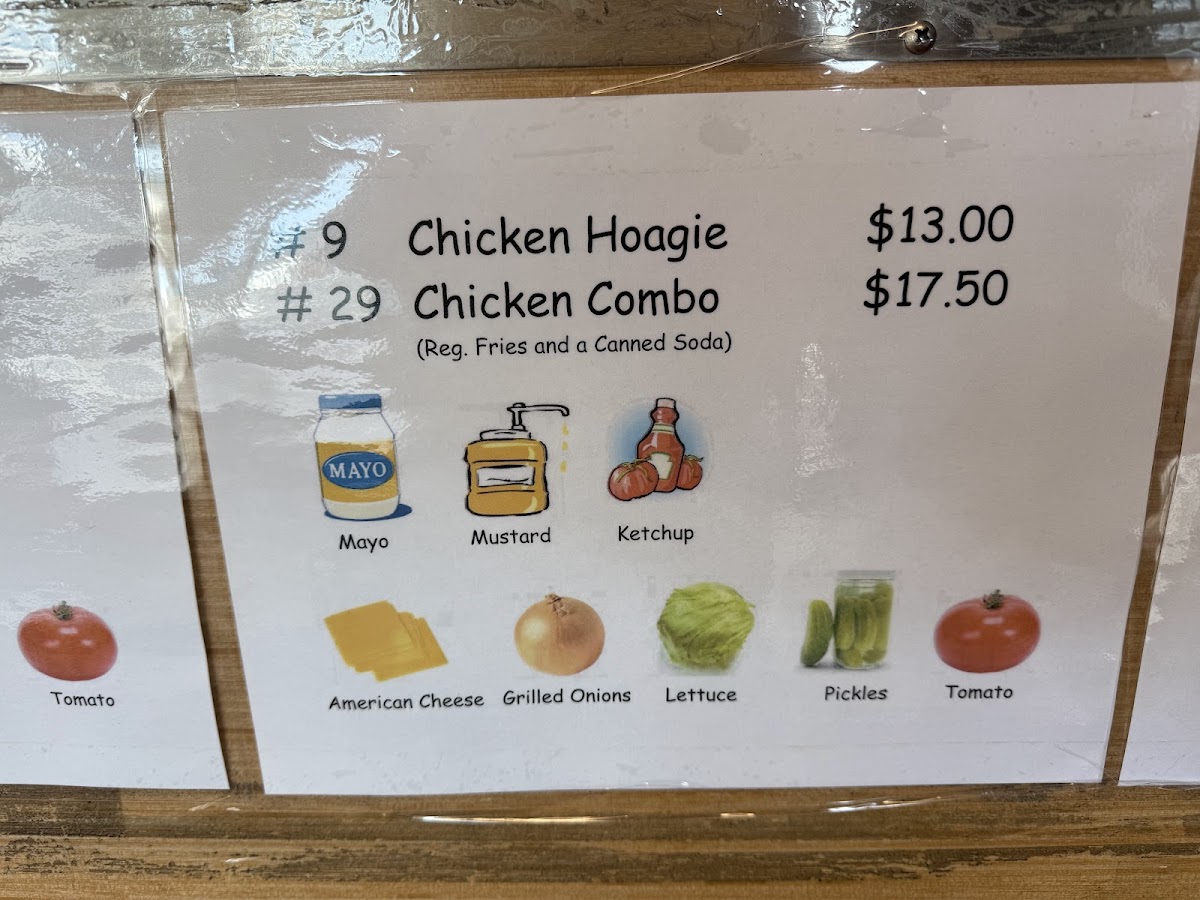 # 9 Chicken Hoagie $13.00
# 29 Chicken Combo $17.50
(Reg. Fries and a Canned Soda)
MAYO
Mayo Mustard Ketchup
American Cheese Grilled Onions Lettuce Pickles Tomato
Tomato